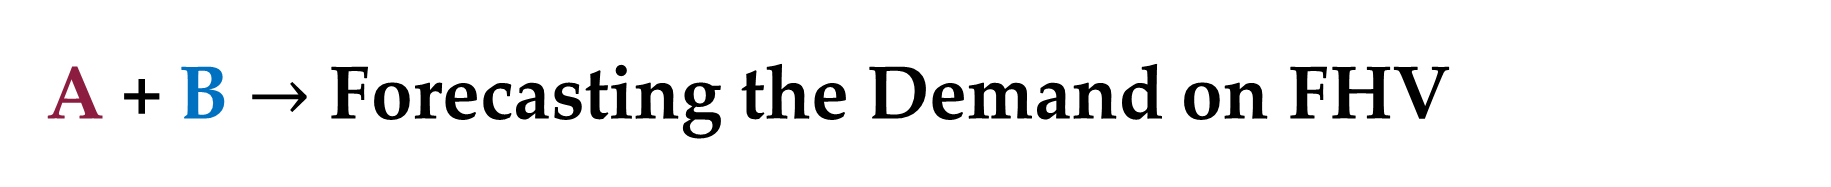 A + B → Forecasting the Demand on FHV